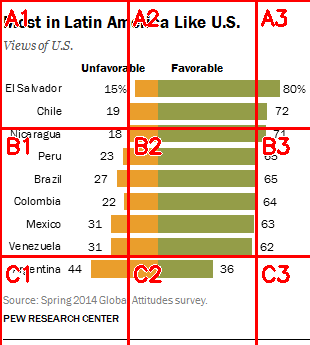 Most in Latin America Like U.S.
Views of U.S.
Unfavorable Favorable
El Salvador 15% 80%
Chile 19 72
Nicaragua 18 71
Peru 23 65
Brazil 27 65
Colombia 22 64
Mexico 31 63
Venezuela 31 62
Argentina 44 36
Source: Spring 2014 Global Attitudes survey.
PEW RESEARCH CENTER
A1 A2 A3
B1 B2 B3
C1 C2 C3